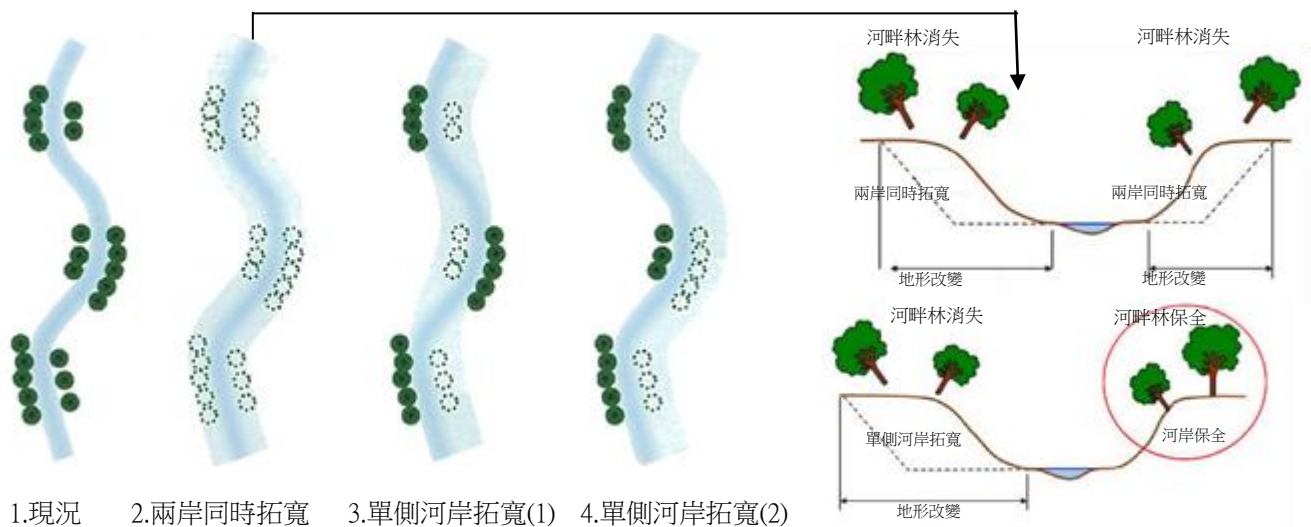 河畔林消失
河畔林消失
兩岸同時拓寬
兩岸同時拓寬
地形改變
地形改變
河畔林消失
河畔林保全
單側河岸拓寬
河岸保全
地形改變
1.現況
2.兩岸同時拓寬
3.單側河岸拓寬(1)
4.單側河岸拓寬(2)